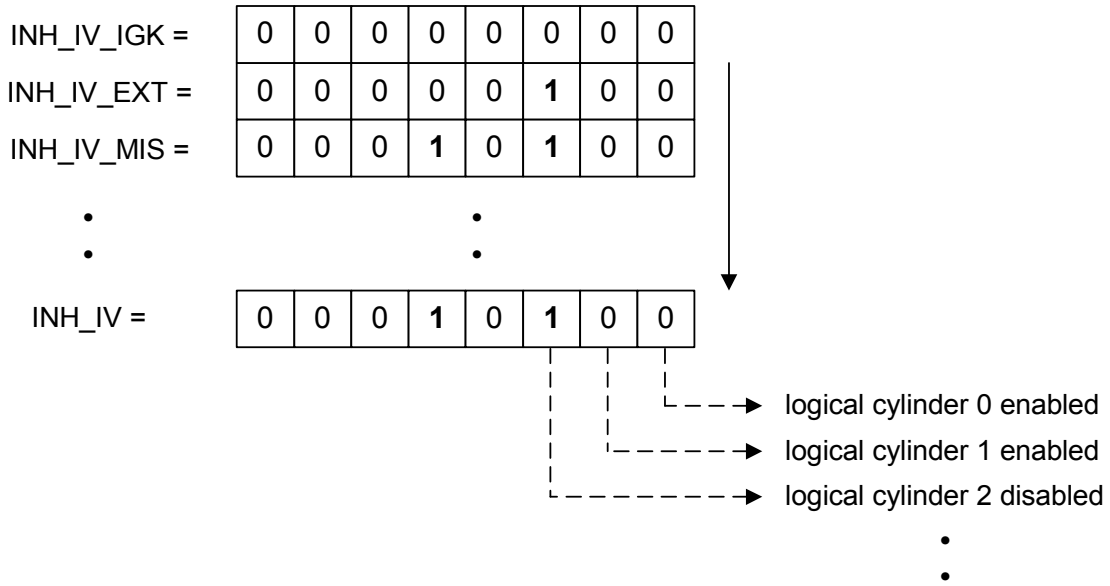 INH_IV_IGK = 0 0 0 0 0 0 0 0
INH_IV_EXT = 0 0 0 0 0 1 0 0
INH_IV_MIS = 0 0 0 1 0 1 0 0
INH_IV = 0 0 0 1 0 1 0 0
logical cylinder 0 enabled
logical cylinder 1 enabled
logical cylinder 2 disabled